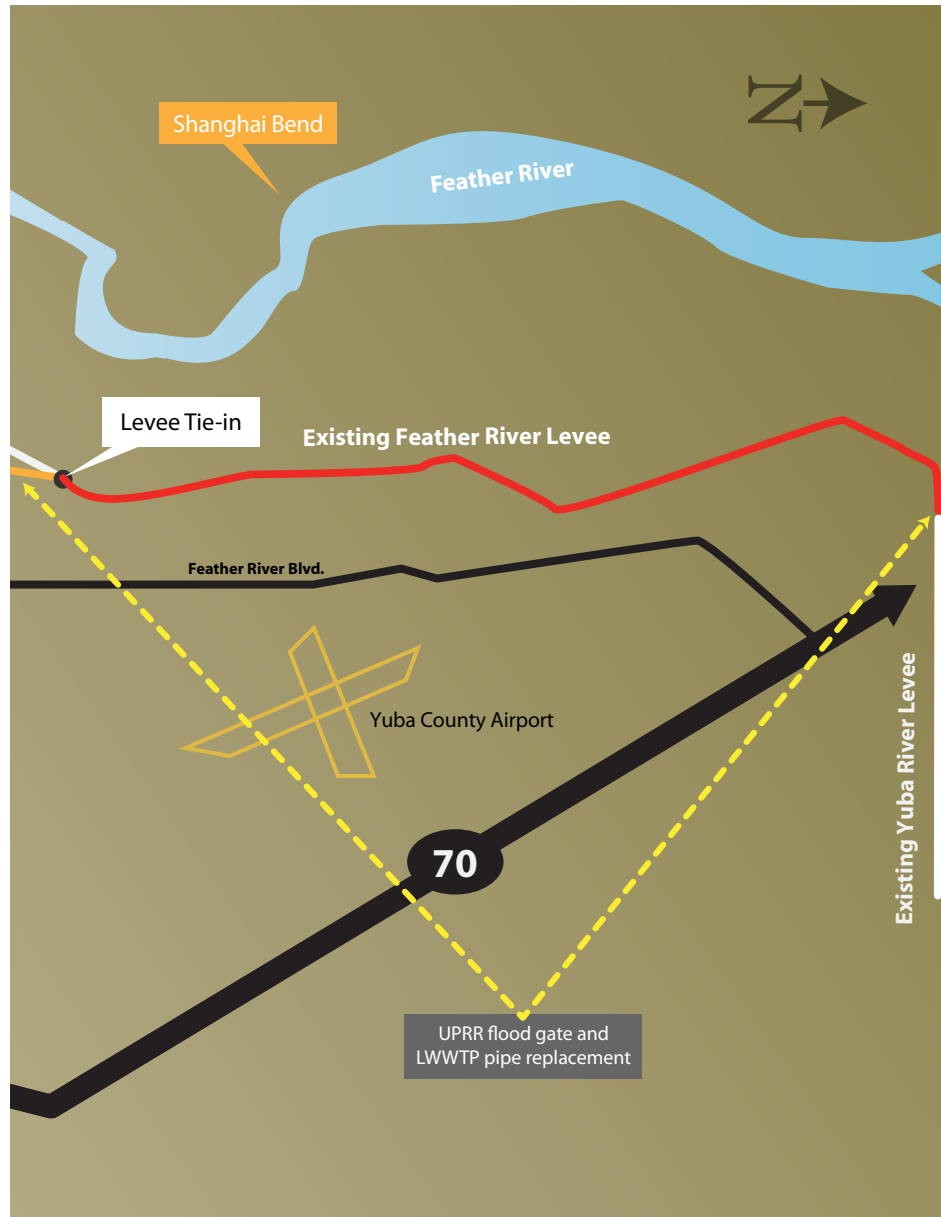 N
Shanghai Bend
Feather River
Levee Tie-in
Existing Feather River Levee
Feather River Blvd.
Yuba County Airport
Existing Yuba River Levee
70
UPRR flood gate and
LWWTP pipe replacement